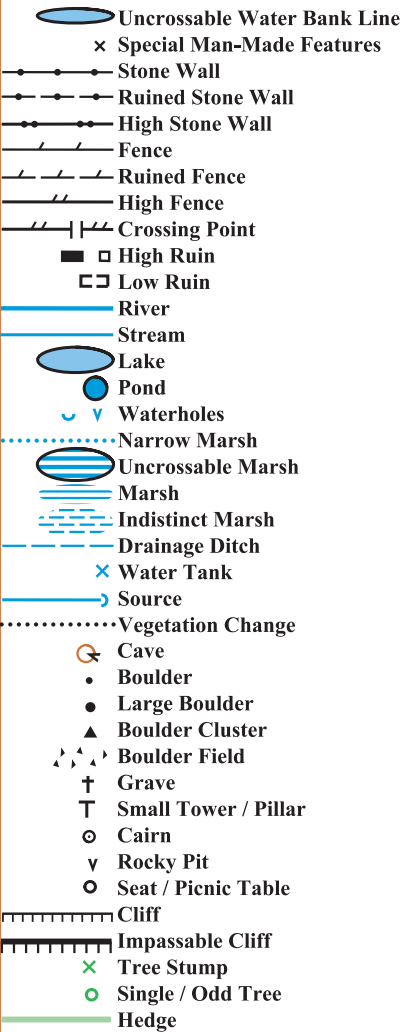 Uncrossable Water Bank Line
Special Man-Made Features
Stone Wall
Ruined Stone Wall
High Stone Wall
Fence
Ruined Fence
High Fence
Crossing Point
High Ruin
Low Ruin
River
Stream
Lake
Pond
Waterholes
Narrow Marsh
Uncrossable Marsh
Marsh
Indistinct Marsh
Drainage Ditch
Water Tank
Source
Vegetation Change
Cave
Boulder
Large Boulder
Boulder Cluster
Boulder Field
Grave
Small Tower / Pillar
Cairn
Rocky Pit
Seat / Picnic Table
Cliff
Impassable Cliff
Tree Stump
Single / Odd Tree
Hedge